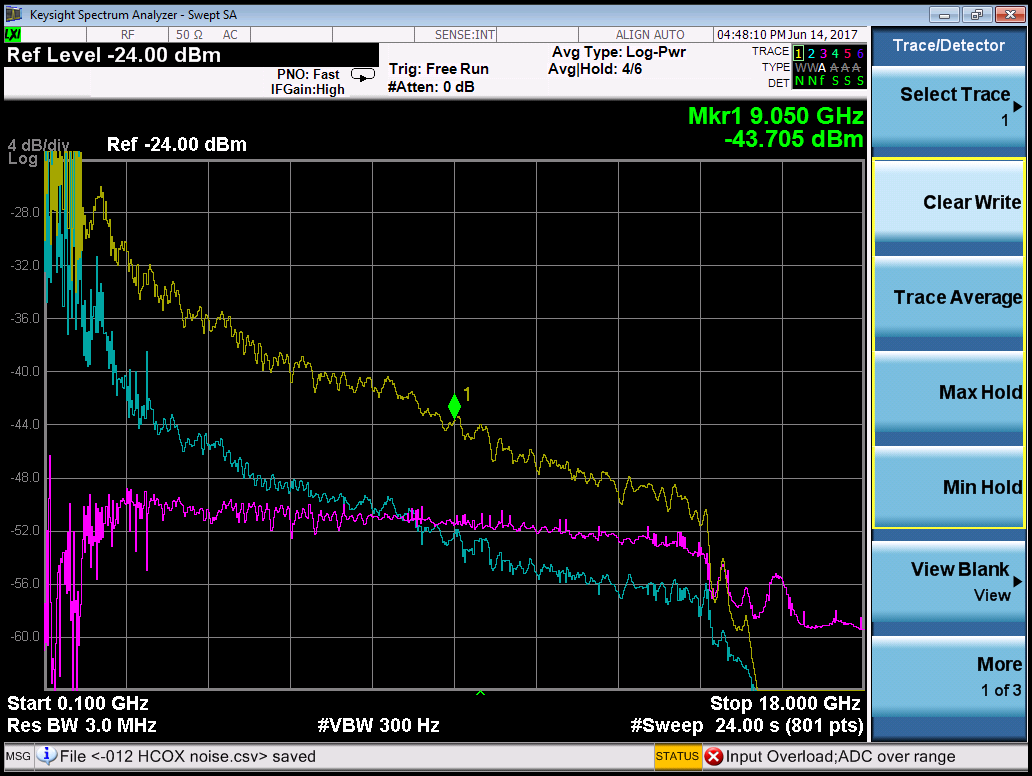 Keysight Spectrum Analyzer - Swept SA
LXI RF 50 Ω AC SENSE:INT ALIGN AUTO 04:48:10 PM Jun 14, 2017
Ref Level -24.00 dBm
PNO: Fast
IFGain:High
Trig: Free Run
#Atten: 0 dB
Avg Type: Log-Pwr
Avg|Hold: 4/6
TRACE 1 2 3 4 5 6
TYPE W W A A A A
DET N N f S S S
Trace/Detector
Select Trace
1
Clear Write
Trace Average
Max Hold
Min Hold
View Blank
View
More
1 of 3
Mkr1 9.050 GHz
-43.705 dBm
4 dB/div
Log
Ref -24.00 dBm
-28.0
-32.0
-36.0
-40.0
1
-44.0
-48.0
-52.0
-56.0
-60.0
Start 0.100 GHz
Stop 18.000 GHz
Res BW 3.0 MHz
#VBW 300 Hz
#Sweep 24.00 s (801 pts)
MSG File <-012 HCOX noise.csv> saved
STATUS Input Overload;ADC over range